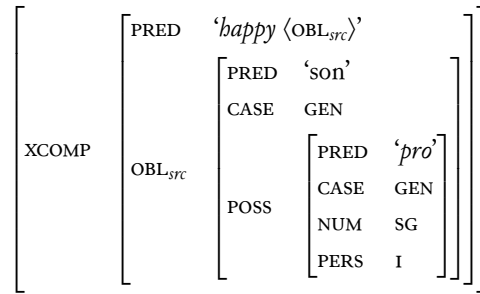 PRED ‘happy ⟨OBLsrc⟩’
PRED ‘son’
CASE GEN
XCOMP
OBLsrc
PRED ‘pro’
CASE GEN
POSS
NUM SG
PERS I